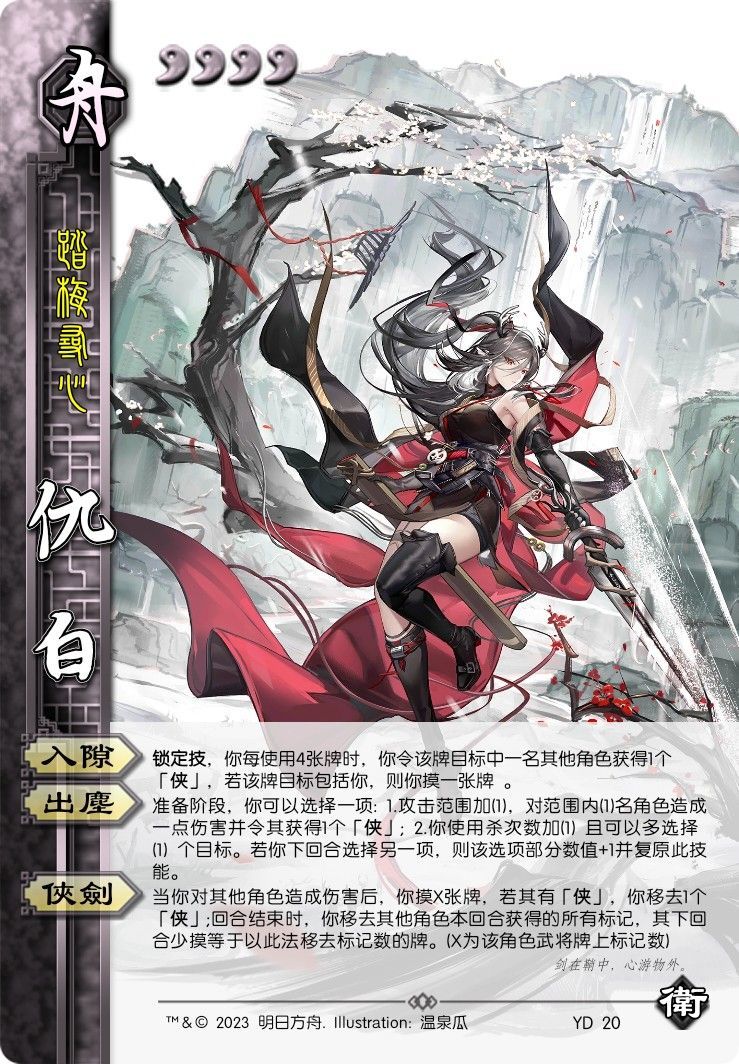 舟
踏梅尋心
仇白
入隙
锁定技，你每使用4张牌时，你令该牌目标中一名其他角色获得1个
「侠」，若该牌目标包括你，则你摸一张牌 。
出塵
准备阶段，你可以选择一项: 1.攻击范围加(1)，对范围内(1)名角色造成
一点伤害并令其获得1个「侠」; 2.你使用杀次数加(1) 且可以多选择
(1) 个目标。若你下回合选择另一项，则该选项部分数值+1并复原此技
能。
俠劍
当你对其他角色造成伤害后，你摸X张牌，若其有「侠」，你移去1个
「侠」;回合结束时，你移去其他角色本回合获得的所有标记，其下回
合少摸等于以此法移去标记数的牌。(X为该角色武将牌上标记数)
剑在鞘中，心游物外。
衛
™&© 2023 明日方舟. Illustration: 温泉瓜
YD 20